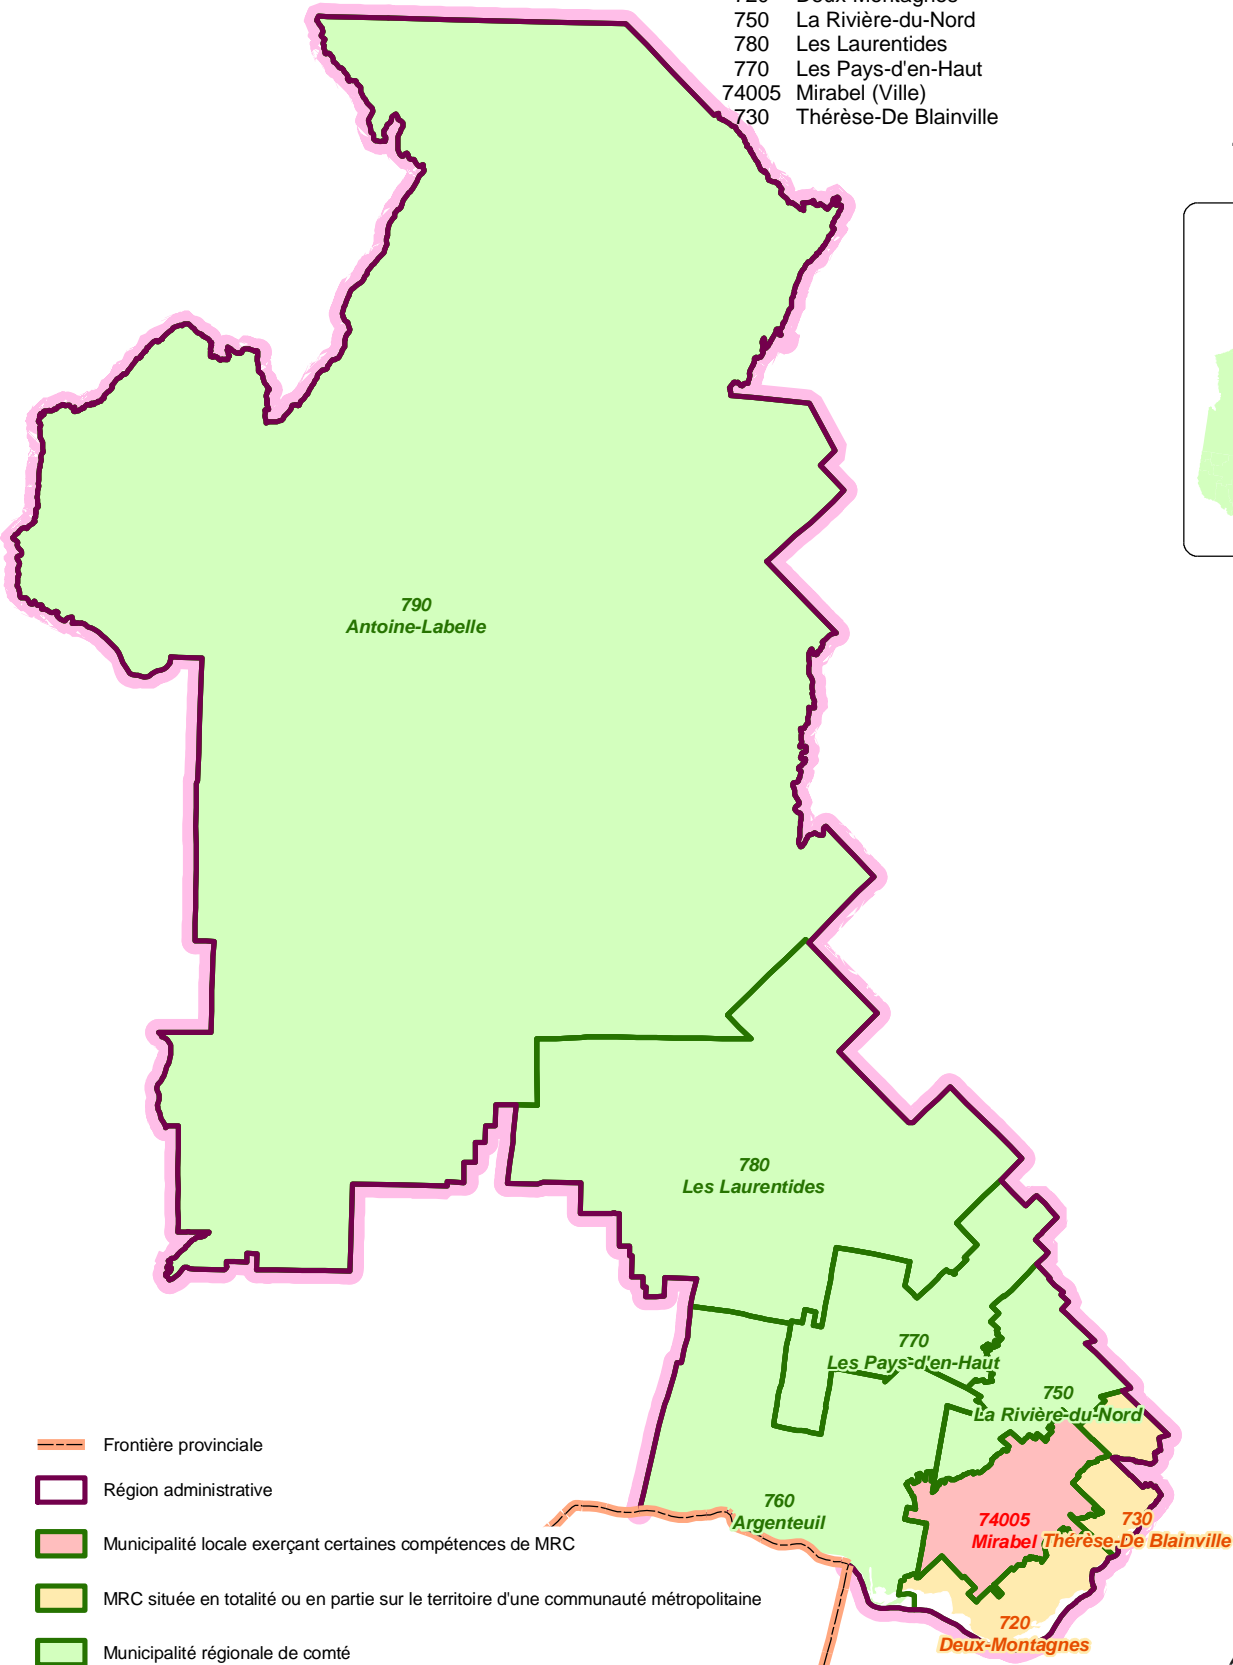 720 Deux-Montagnes
750 La Rivière-du-Nord
780 Les Laurentides
770 Les Pays-d'en-Haut
74005 Mirabel (Ville)
730 Thérèse-De Blainville
790
Antoine-Labelle
780
Les Laurentides
770
Les Pays-d'en-Haut
750
La Rivière-du-Nord
760
Argenteuil
74005
Mirabel
730
Thérèse-De Blainville
720
Deux-Montagnes
Frontière provinciale
Région administrative
Municipalité locale exerçant certaines compétences de MRC
MRC située en totalité ou en partie sur le territoire d'une communauté métropolitaine
Municipalité régionale de comté